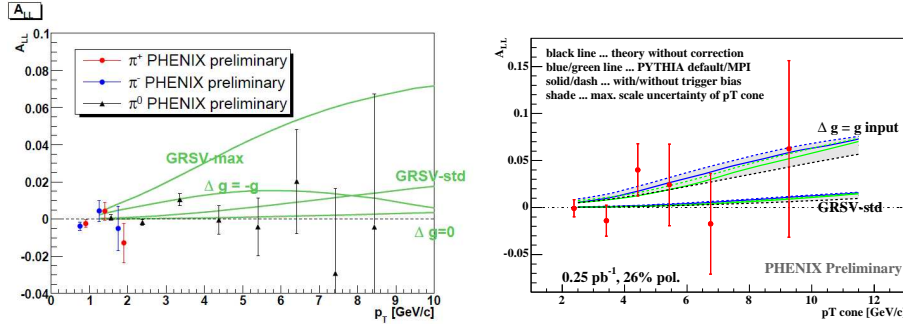 A_LL
A_LL
0.1
0.08
0.06
0.04
0.02
0
-0.02
-0.04
π⁺ PHENIX preliminary
π⁻ PHENIX preliminary
π⁰ PHENIX preliminary
GRSV-max
GRSV-std
Δ g = -g
Δ g=0
0 1 2 3 4 5 6 7 8 9 10
p_T [GeV/c]
A_LL
0.15
0.1
0.05
0
-0.05
black line ... theory without correction
blue/green line ... PYTHIA default/MPI
solid/dash ... with/without trigger bias
shade ... max. scale uncertainty of pT cone
Δ g = g input
GRSV-std
PHENIX Preliminary
0.25 pb⁻¹, 26% pol.
2 4 6 8 10 12
pT cone [GeV/c]